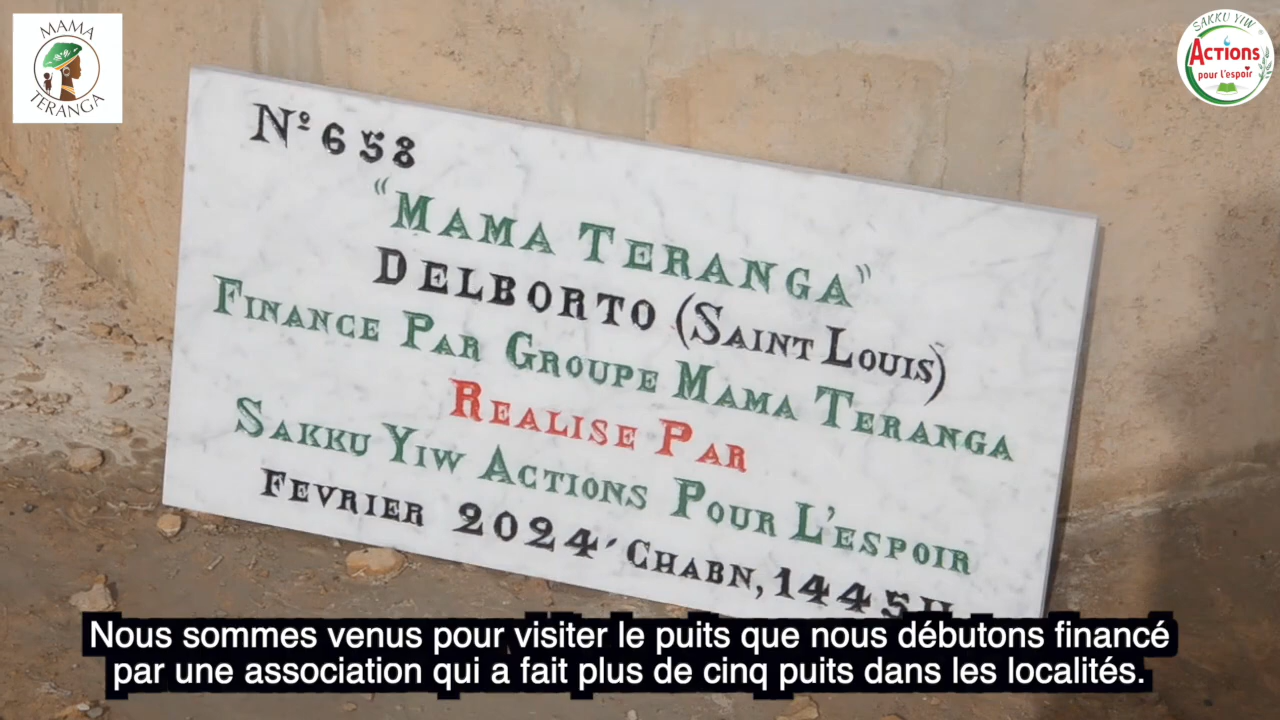 MAMA
TERANGA
SAKKU YIW
ACTIONS
pour l'espoir
Nº 658
"MAMA TERANGA"
DELBORTO (SAINT LOUIS)
FINANCE PAR GROUPE MAMA TERANGA
REALISE PAR
SAKKU YIW ACTIONS POUR L'ESPOIR
FEVRIER 2024 ' CHABN, 1445H
Nous sommes venus pour visiter le puits que nous débutons financé
par une association qui a fait plus de cinq puits dans les localités.